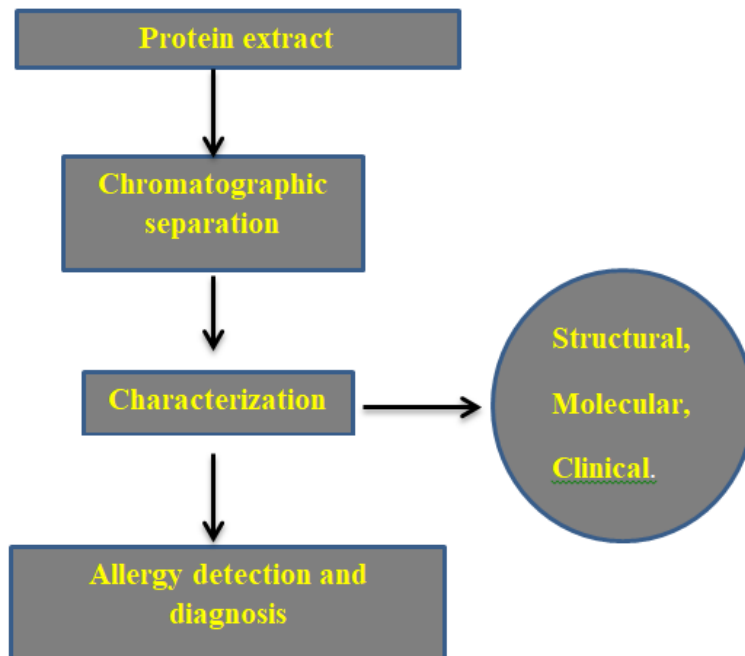 Protein extract
Chromatographic
separation
Characterization
Structural,
Molecular,
Clinical.
Allergy detection and
diagnosis